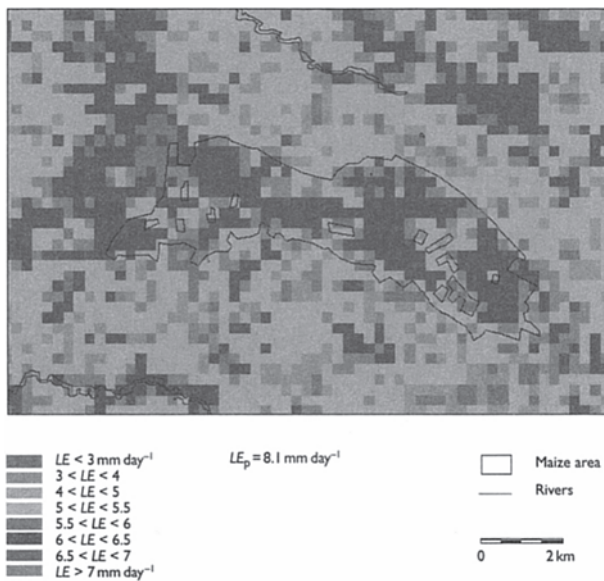 LE < 3 mm day⁻¹
3 < LE < 4
4 < LE < 5
5 < LE < 5.5
5.5 < LE < 6
6 < LE < 6.5
6.5 < LE < 7
LE > 7 mm day⁻¹
LEₚ = 8.1 mm day⁻¹
Maize area
Rivers
0 2 km